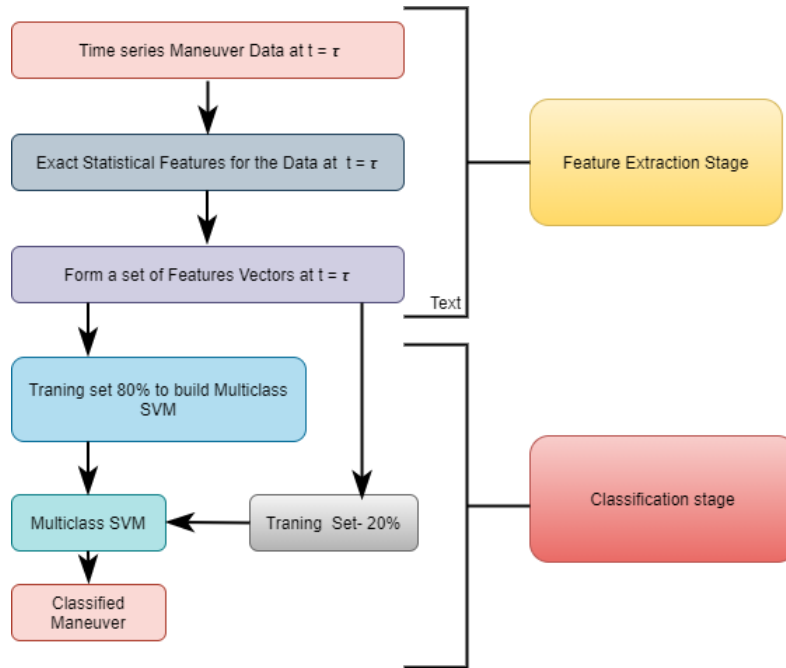 Time series Maneuver Data at t = τ
Exact Statistical Features for the Data at t = τ
Feature Extraction Stage
Form a set of Features Vectors at t = τ
Text
Traning set 80% to build Multiclass
SVM
Multiclass SVM
Traning Set- 20%
Classification stage
Classified
Maneuver